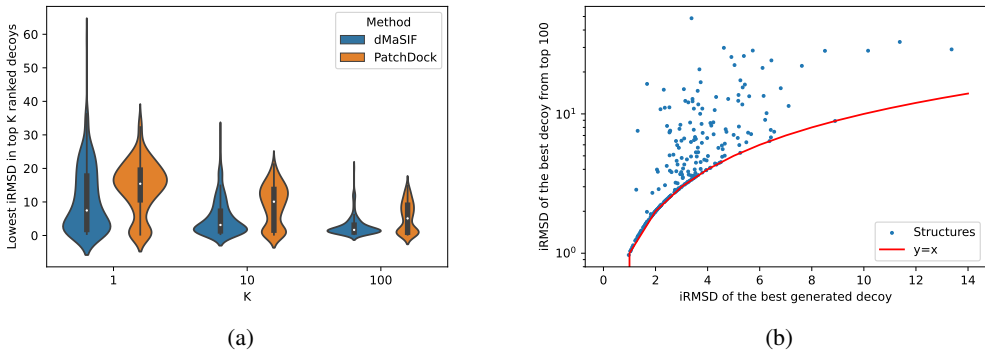 Lowest iRMSD in top K ranked decoys
60
50
40
30
20
10
0
Method
dMaSIF
PatchDock
1
10
100
K
(a)
iRMSD of the best decoy from top 100
10¹
10⁰
Structures
y=x
0
2
4
6
8
10
12
14
iRMSD of the best generated decoy
(b)